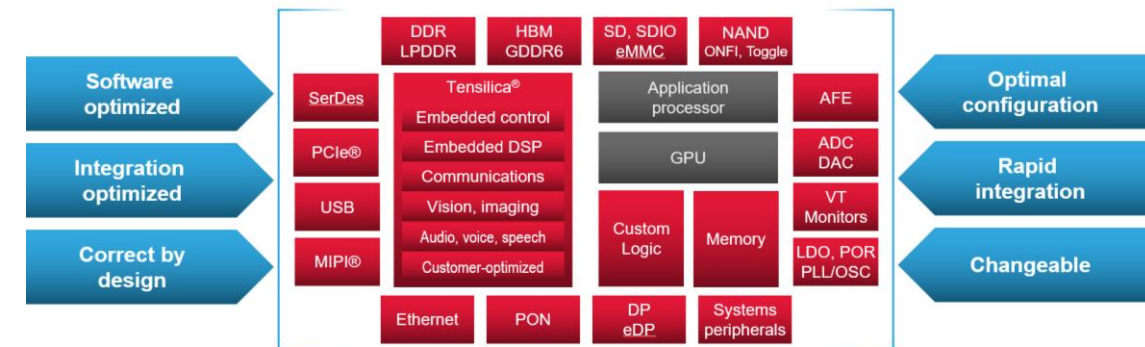 Software
optimized
Integration
optimized
Correct by
design
DDR
LPDDR
HBM
GDDR6
SD, SDIO
eMMC
NAND
ONFI, Toggle
SerDes
PCIe®
USB
MIPI®
Tensilica®
Embedded control
Embedded DSP
Communications
Vision, imaging
Audio, voice, speech
Customer-optimized
Application
processor
GPU
Custom
Logic
Memory
AFE
ADC
DAC
VT
Monitors
LDO, POR
PLL/OSC
Ethernet
PON
DP
eDP
Systems
peripherals
Optimal
configuration
Rapid
integration
Changeable